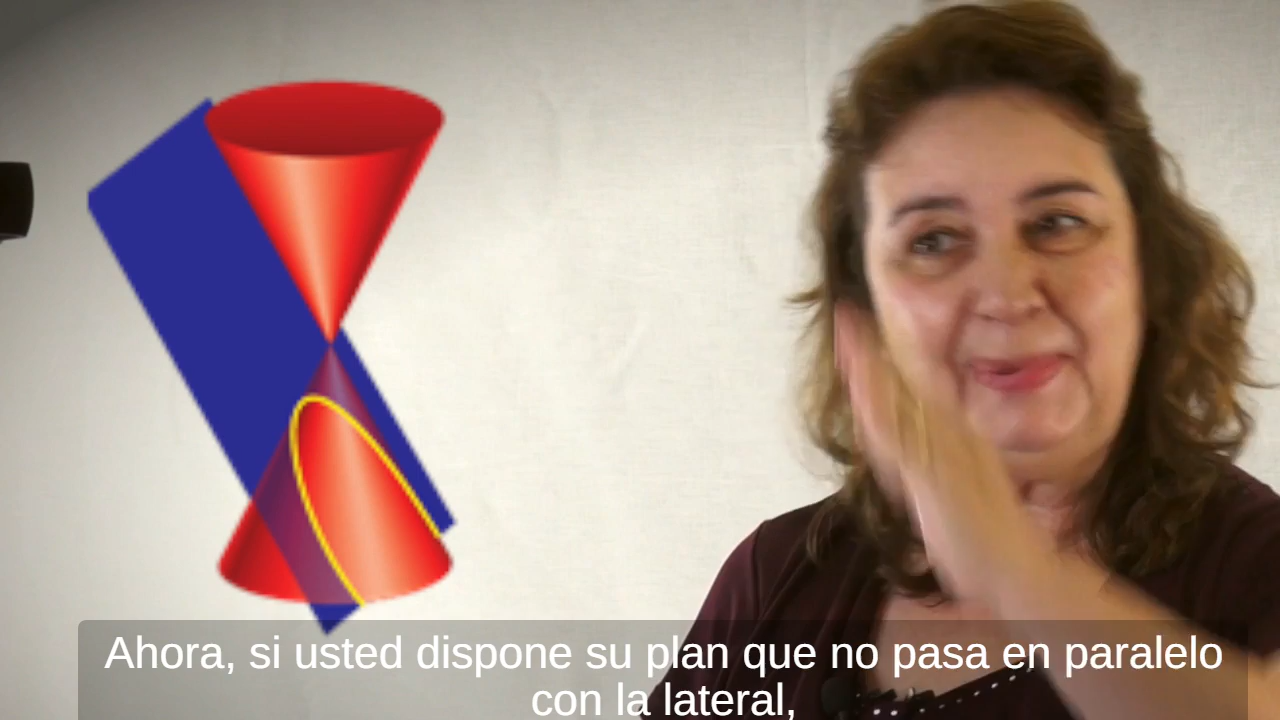 Ahora, si usted dispone su plan que no pasa en paralelo
con la lateral,